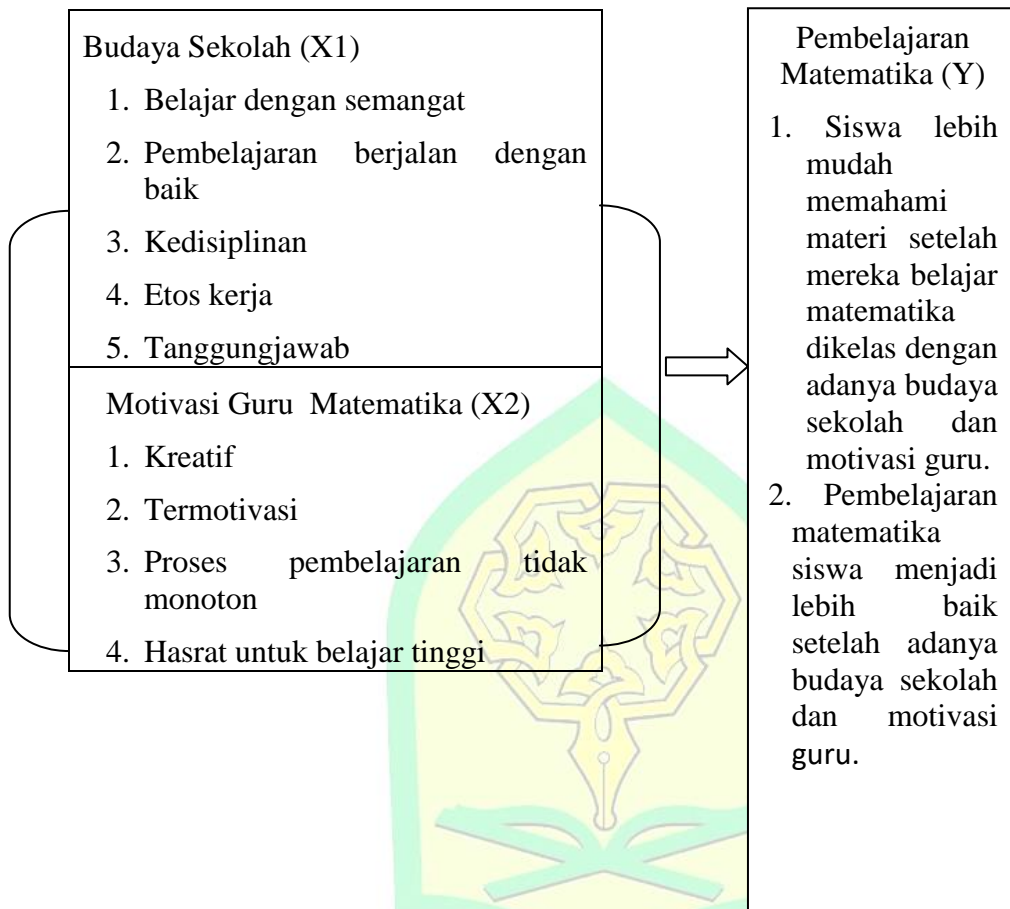 Budaya Sekolah (X1)
1. Belajar dengan semangat
2. Pembelajaran berjalan dengan
baik
3. Kedisiplinan
4. Etos kerja
5. Tanggungjawab
Motivasi Guru Matematika (X2)
1. Kreatif
2. Termotivasi
3. Proses pembelajaran tidak
monoton
4. Hasrat untuk belajar tinggi
Pembelajaran
Matematika (Y)
1. Siswa lebih
mudah
memahami
materi setelah
mereka belajar
matematika
dikelas dengan
adanya budaya
sekolah dan
motivasi guru.
2. Pembelajaran
matematika
siswa menjadi
lebih baik
setelah adanya
budaya sekolah
dan motivasi
guru.